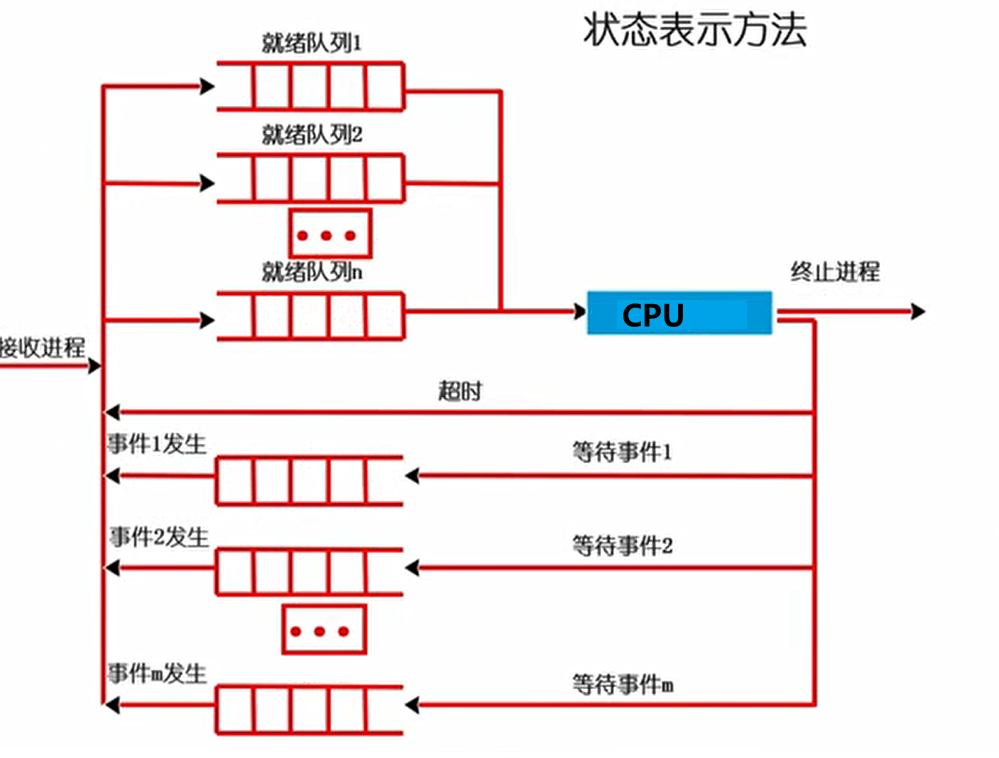 状态表示方法
就绪队列1
就绪队列2
就绪队列n
CPU
终止进程
接收进程
超时
事件1发生
等待事件1
事件2发生
等待事件2
事件m发生
等待事件m